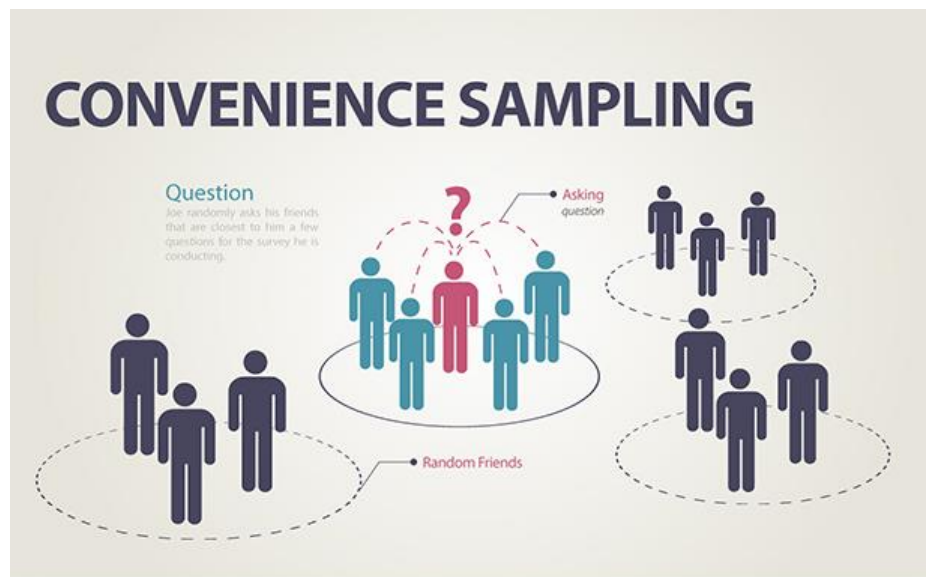 CONVENIENCE SAMPLING
Question
Joe randomly asks his friends
that are closest to him a few
questions for the survey he is
conducting.
?
Asking
question
Random Friends